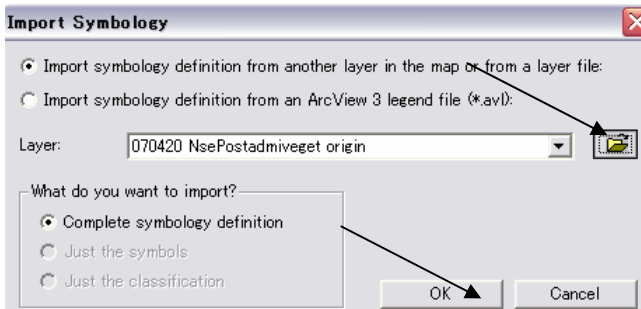 Import Symbology
Import symbology definition from another layer in the map or from a layer file:
Import symbology definition from an ArcView 3 legend file (*.avl):
Layer: 070420 NsePostadmiveget origin
What do you want to import?
Complete symbology definition
Just the symbols
Just the classification
OK Cancel